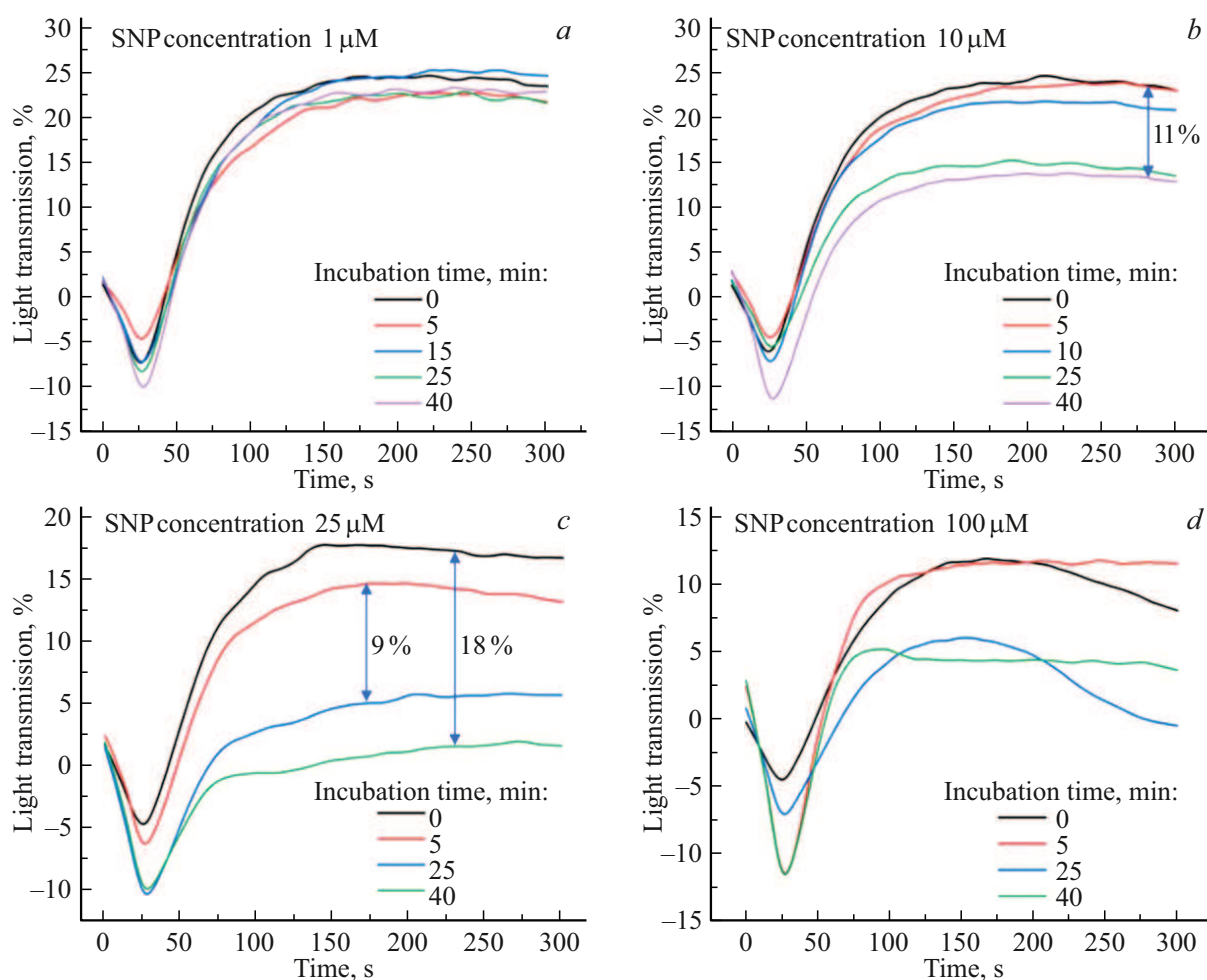 SNP concentration 1 μM
a
Light transmission, %
30
25
20
15
10
5
0
–5
–10
–15
Incubation time, min:
0
5
15
25
40
0 50 100 150 200 250 300
Time, s
SNP concentration 10 μM
b
Light transmission, %
30
25
20
15
10
5
0
–5
–10
–15
11 %
Incubation time, min:
0
5
10
25
40
0 50 100 150 200 250 300
Time, s
SNP concentration 25 μM
c
Light transmission, %
20
15
10
5
0
–5
–10
9 % 18 %
Incubation time, min:
0
5
25
40
0 50 100 150 200 250 300
Time, s
SNP concentration 100 μM
d
Light transmission, %
15
10
5
0
–5
–10
–15
Incubation time, min:
0
5
25
40
0 50 100 150 200 250 300
Time, s